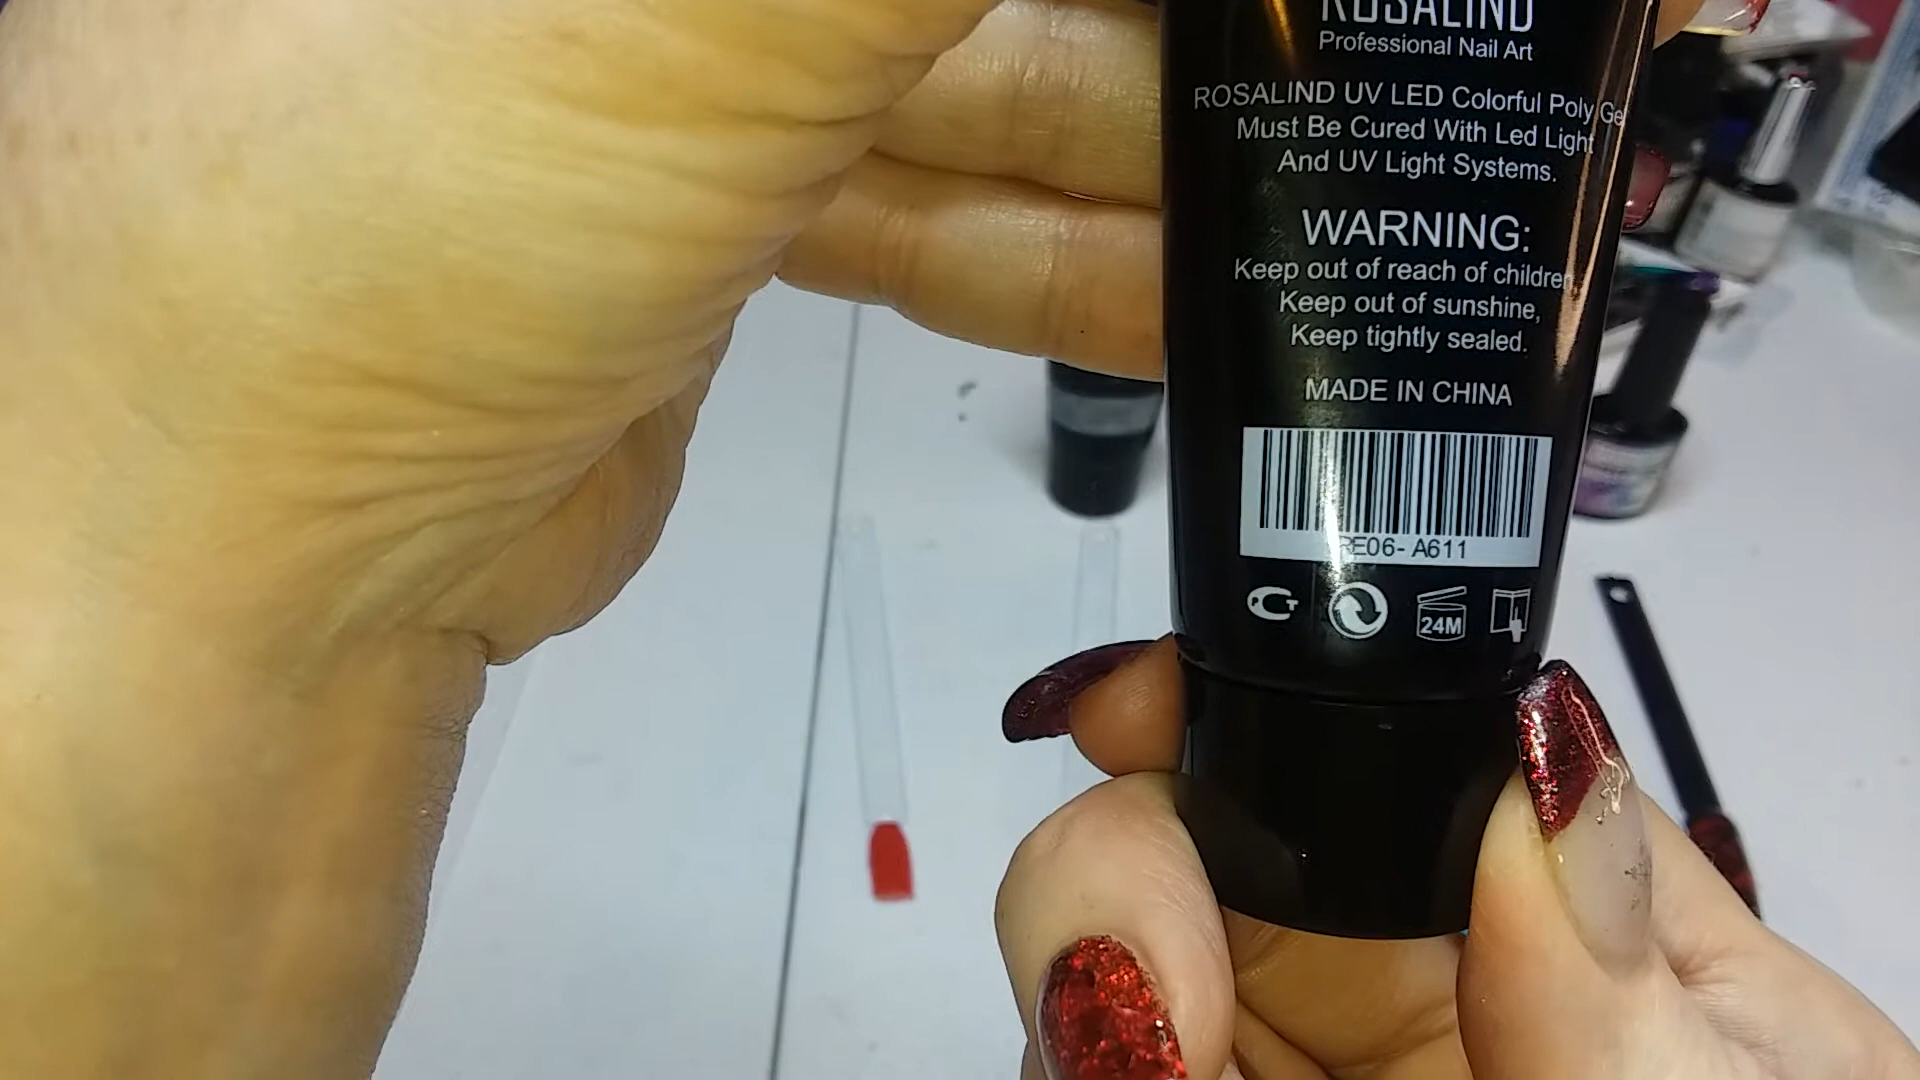 ROSALIND
Professional Nail Art
ROSALIND UV LED Colorful Poly Gel
Must Be Cured With Led Light
And UV Light Systems.
WARNING:
Keep out of reach of children
Keep out of sunshine,
Keep tightly sealed.
MADE IN CHINA
RE06- A611
24M